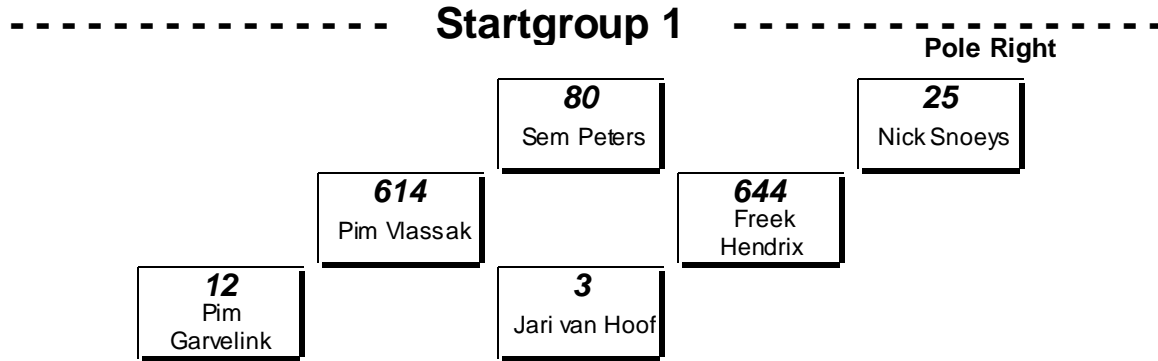 Startgroup 1
Pole Right
80
Sem Peters
25
Nick Snoeys
614
Pim Vlassak
644
Freek
Hendrix
12
Pim
Garvelink
3
Jari van Hoof